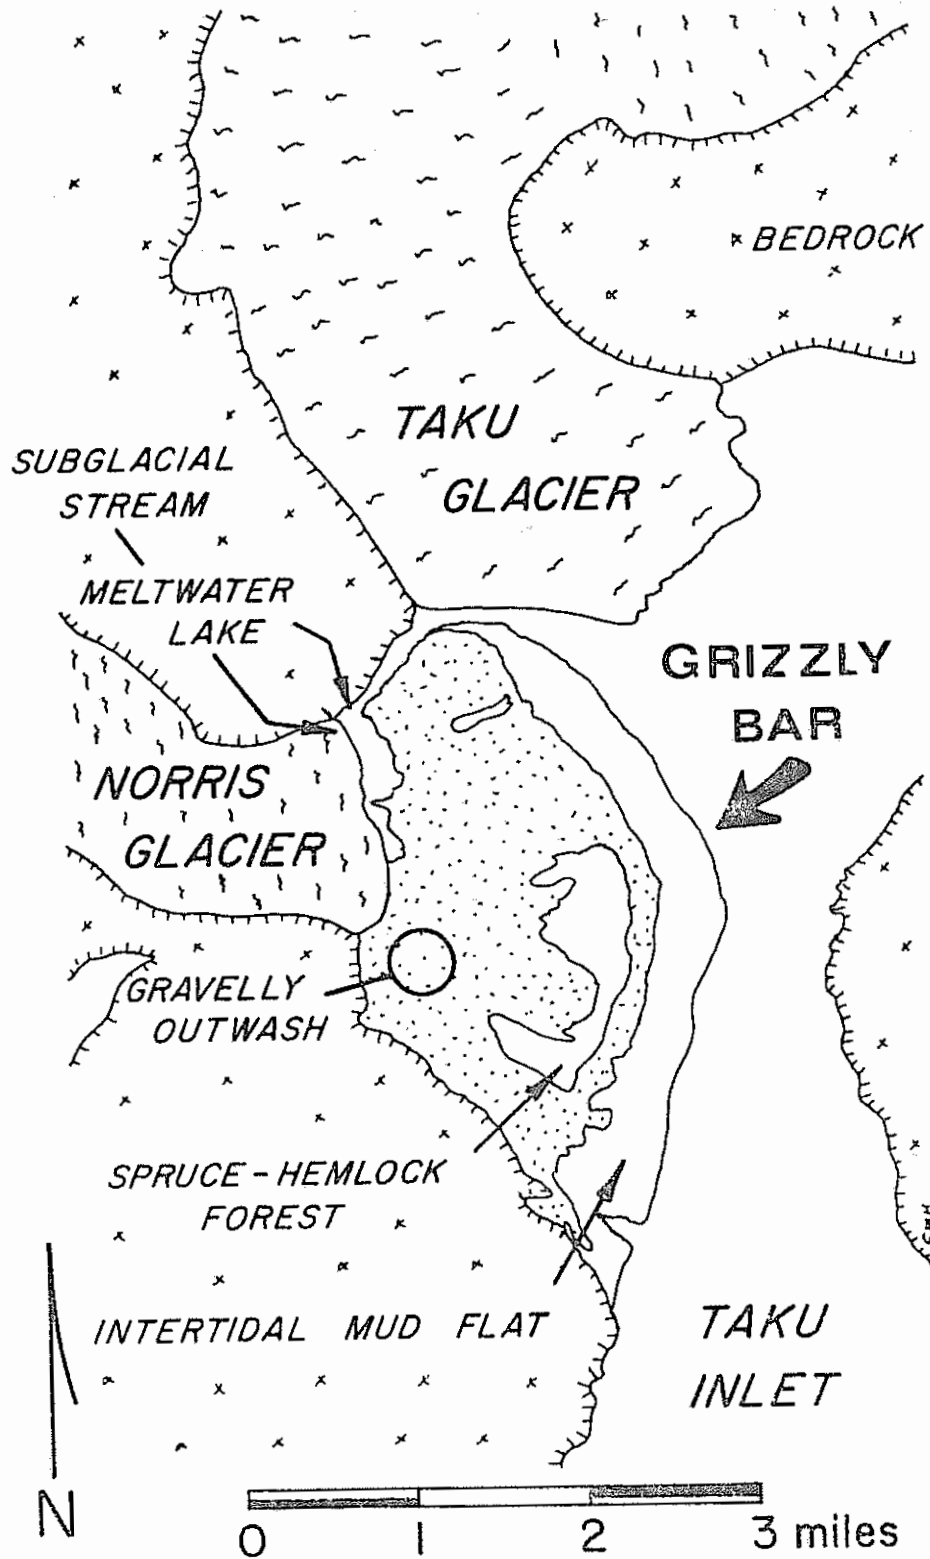 BEDROCK
TAKU
GLACIER
SUBGLACIAL
STREAM
MELTWATER
LAKE
GRIZZLY
BAR
NORRIS
GLACIER
GRAVELLY
OUTWASH
SPRUCE-HEMLOCK
FOREST
INTERTIDAL MUD FLAT
TAKU
INLET
N
0 1 2 3 miles